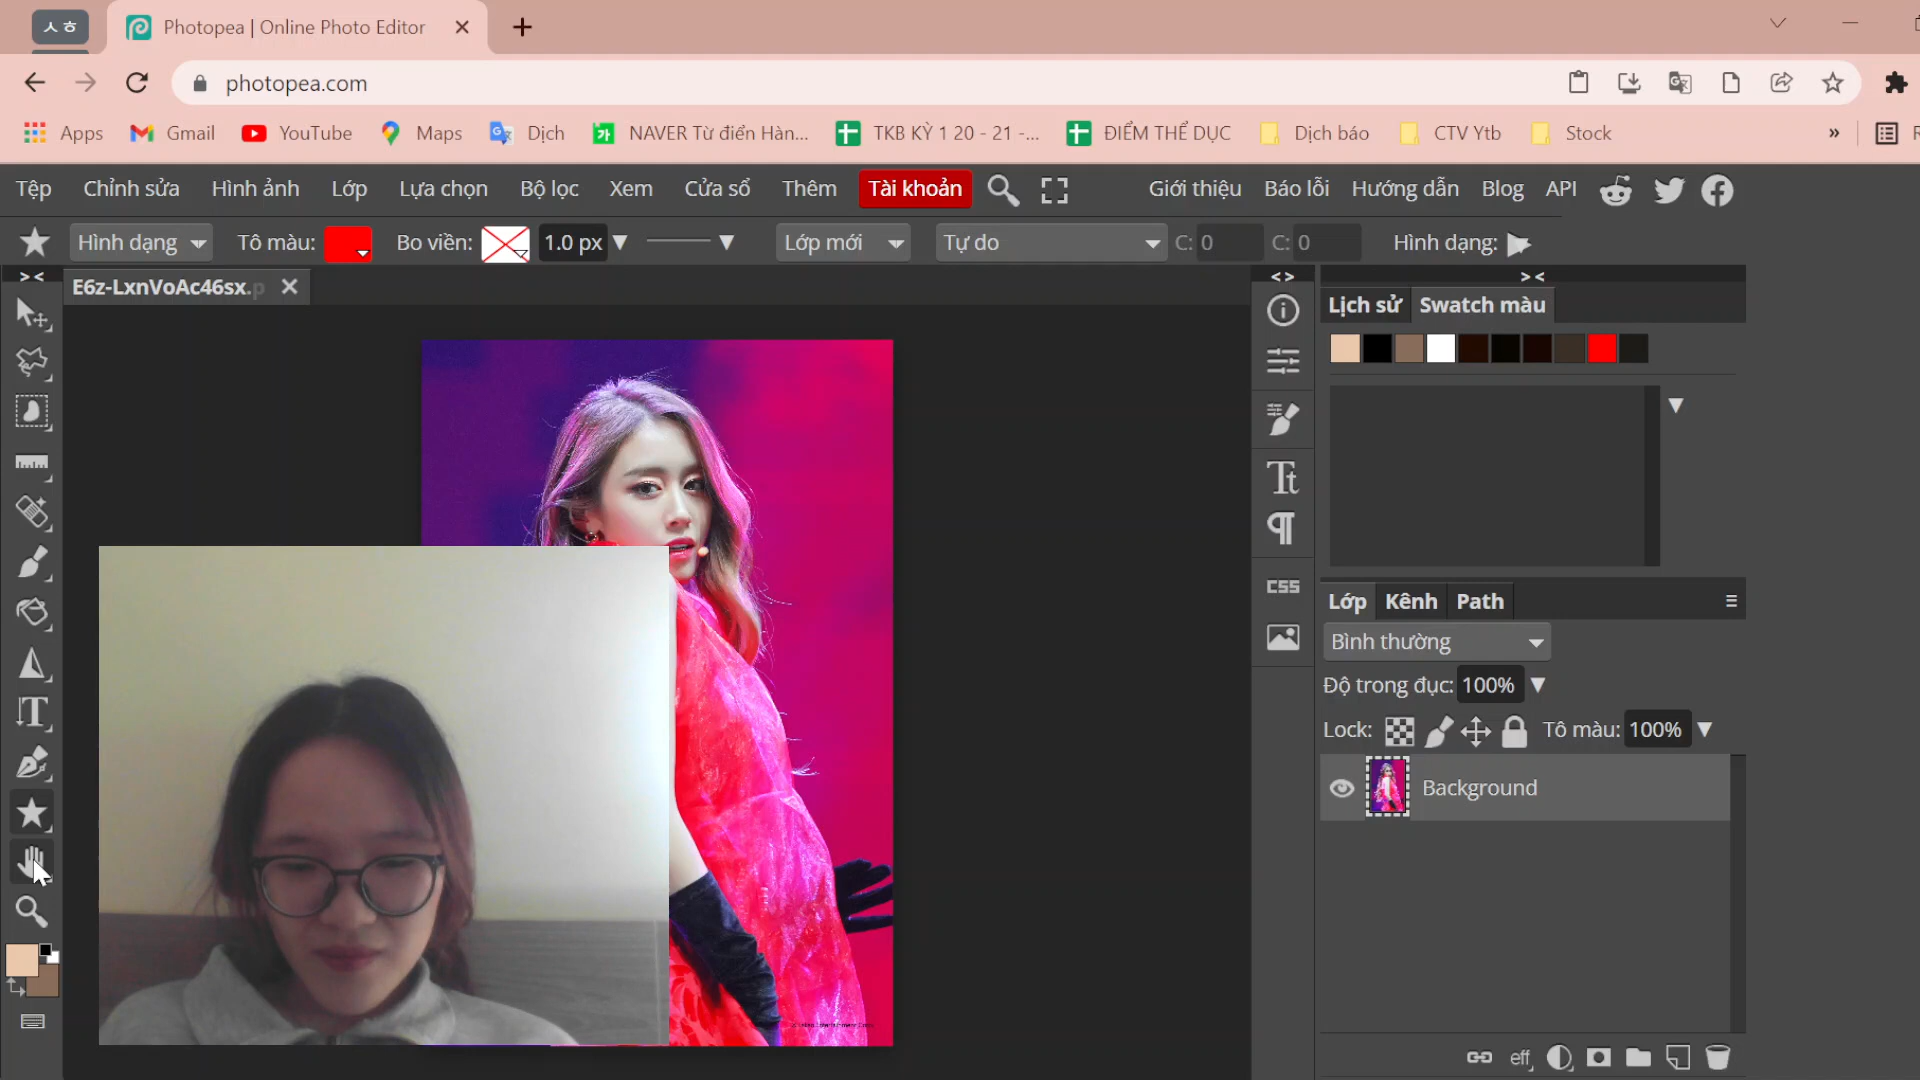 ㅅㅎ
Photopea | Online Photo Editor
photopea.com
Apps Gmail YouTube Maps Dịch NAVER Từ điển Hàn... TKB KỲ 1 20 - 21 -... ĐIỂM THỂ DỤC Dịch báo CTV Ytb Stock »
Tệp Chỉnh sửa Hình ảnh Lớp Lựa chọn Bộ lọc Xem Cửa sổ Thêm Tài khoản Giới thiệu Báo lỗi Hướng dẫn Blog API
Hình dạng Tô màu: Bo viền: 1.0 px Lớp mới Tự do C: 0 C: 0 Hình dạng:
> < < > > <
E6z-LxnVoAc46sx.p
Lịch sử Swatch màu
Tt
¶
CSS
Lớp Kênh Path
Bình thường
Độ trong đục: 100%
Lock: Tô màu: 100%
Background
eff